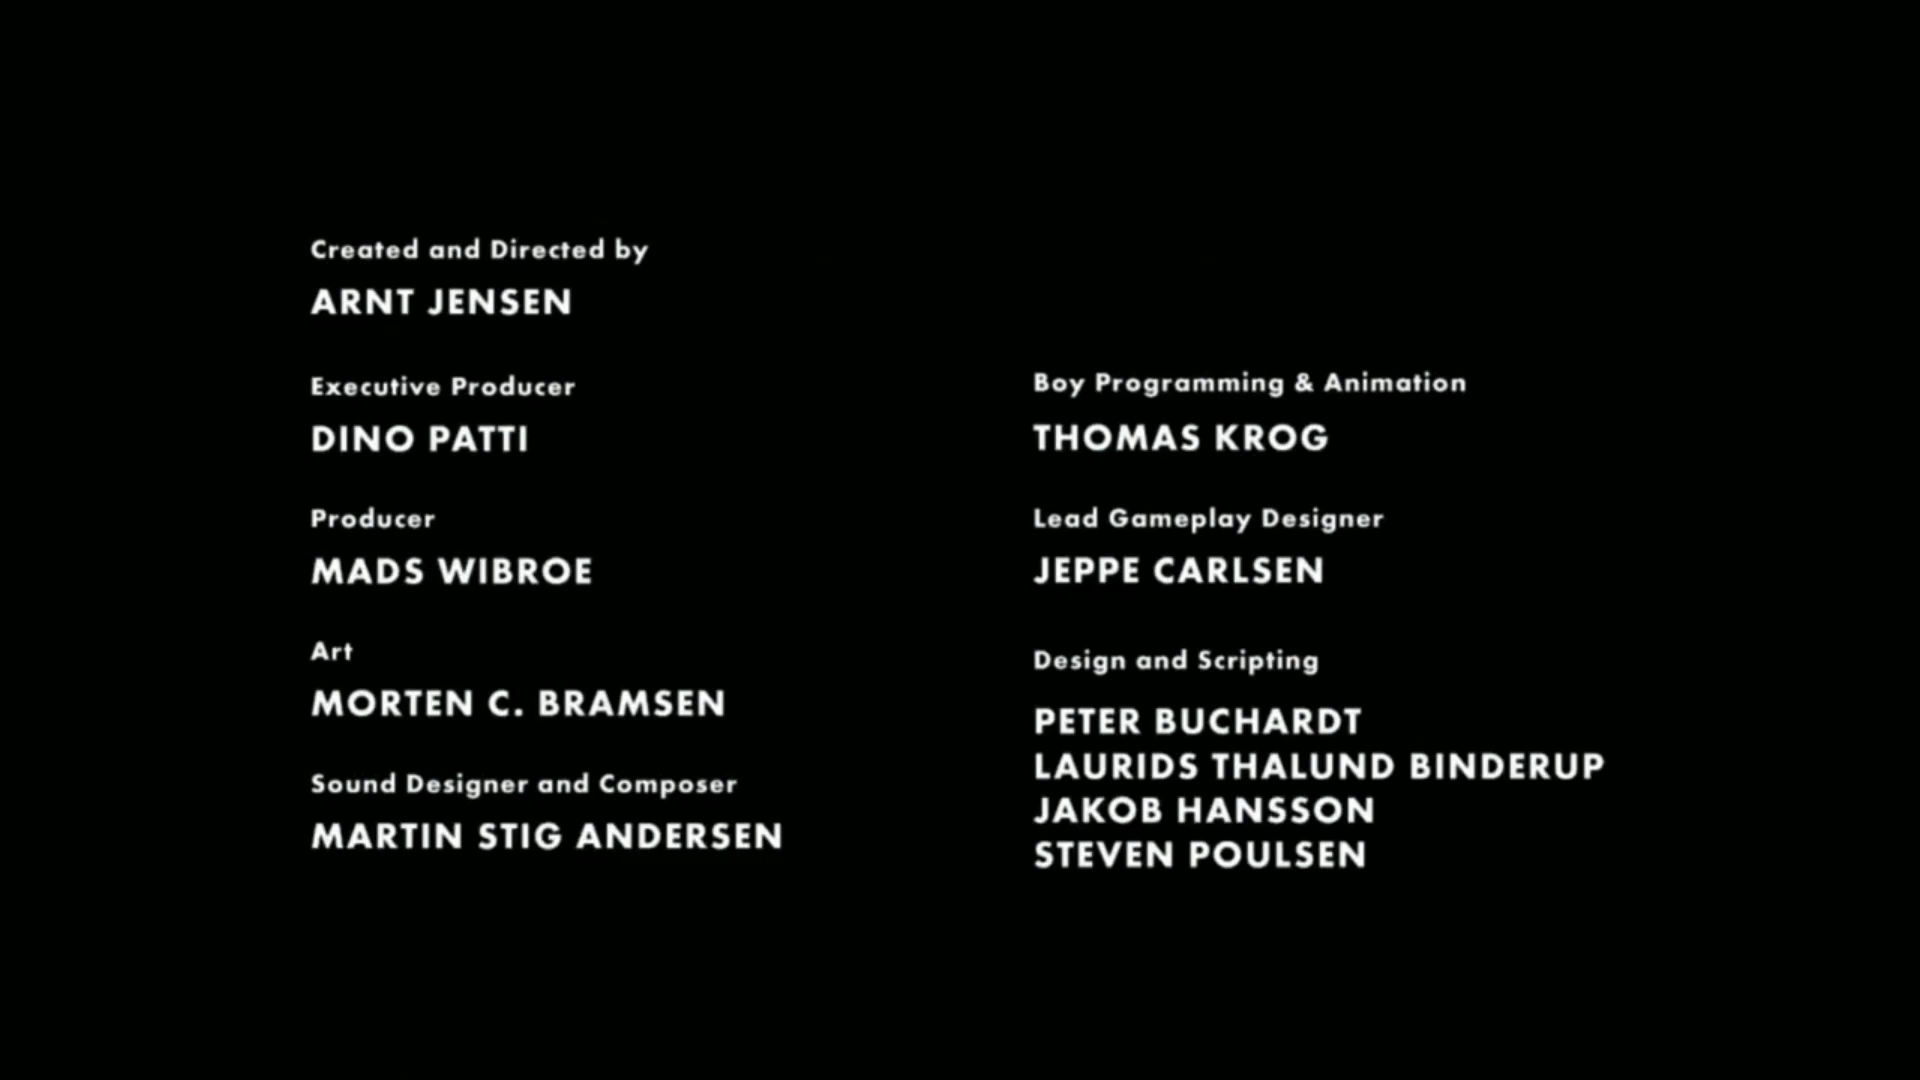 Created and Directed by
ARNT JENSEN
Executive Producer
DINO PATTI
Producer
MADS WIBROE
Art
MORTEN C. BRAMSEN
Sound Designer and Composer
MARTIN STIG ANDERSEN
Boy Programming & Animation
THOMAS KROG
Lead Gameplay Designer
JEPPE CARLSEN
Design and Scripting
PETER BUCHARDT
LAURIDS THALUND BINDERUP
JAKOB HANSSON
STEVEN POULSEN